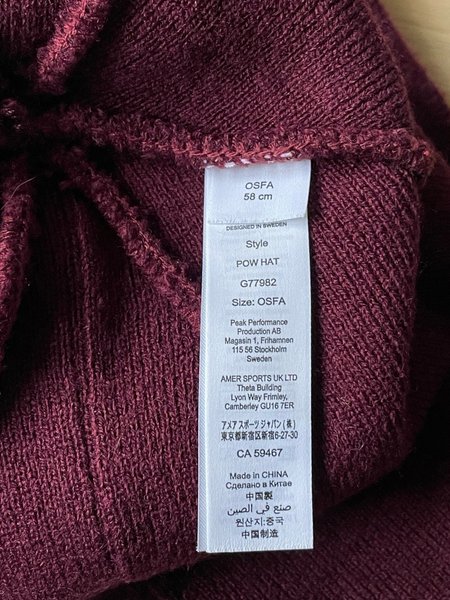 OSFA
58 cm
DESIGNED IN SWEDEN
Style
POW HAT
G77982
Size: OSFA
Peak Performance
Production AB
Magasin 1, Frihamnen
115 56 Stockholm
Sweden
AMER SPORTS UK LTD
Theta Building
Lyon Way Frimley,
Camberley GU16 7ER
アメア スポーツ ジャパン (株)
東京都新宿区新宿6-27-30
CA 59467
Made in CHINA
Сделано в Китае
中国製
صنع في الصين
원산지:중국
中国制造